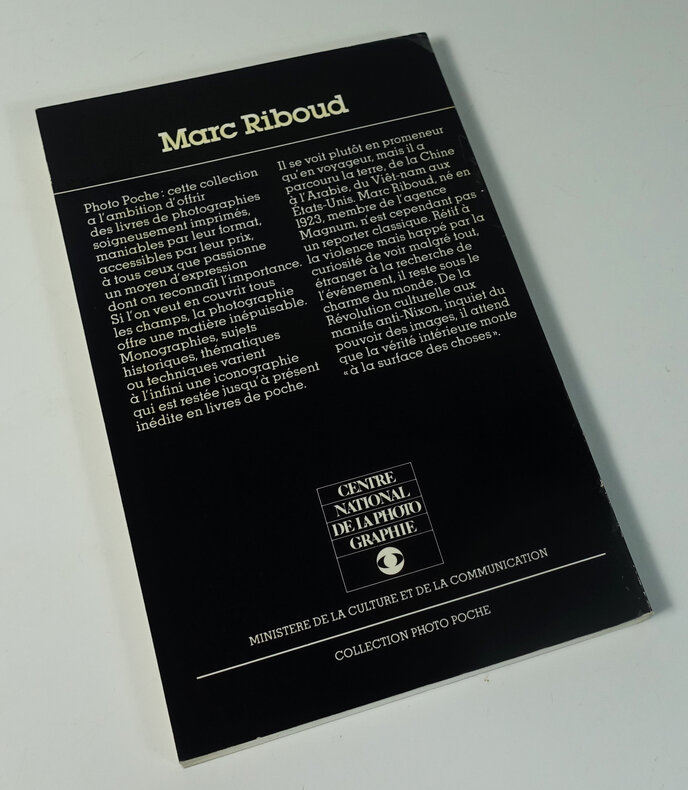 Marc Riboud
Photo Poche : cette collection
a l'ambition d'offrir
des livres de photographies
soigneusement imprimés,
maniables par leur format,
accessibles par leur prix,
à tous ceux que passionne
un moyen d'expression
dont on reconnaît l'importance.
Si l'on veut en couvrir tous
les champs, la photographie
offre une matière inépuisable.
Monographies, sujets
historiques, thématiques
ou techniques varient
à l'infini une iconographie
qui est restée jusqu'à présent
inédite en livres de poche.
Il se voit plutôt en promeneur
qu'en voyageur, mais il a
parcouru la terre, de la Chine
à l'Arabie, du Viêt-nam aux
États-Unis. Marc Riboud, né en
1923, membre de l'agence
Magnum, n'est cependant pas
un reporter classique. Rétif à
la violence mais happé par la
curiosité de voir malgré tout,
étranger à la recherche de
l'événement, il reste sous le
charme du monde. De la
Révolution culturelle aux
manifs anti-Nixon, inquiet du
pouvoir des images, il attend
que la vérité intérieure monte
« à la surface des choses ».
CENTRE
NATIONAL
DE LA PHOTO
GRAPHIE
MINISTERE DE LA CULTURE ET DE LA COMMUNICATION
COLLECTION PHOTO POCHE